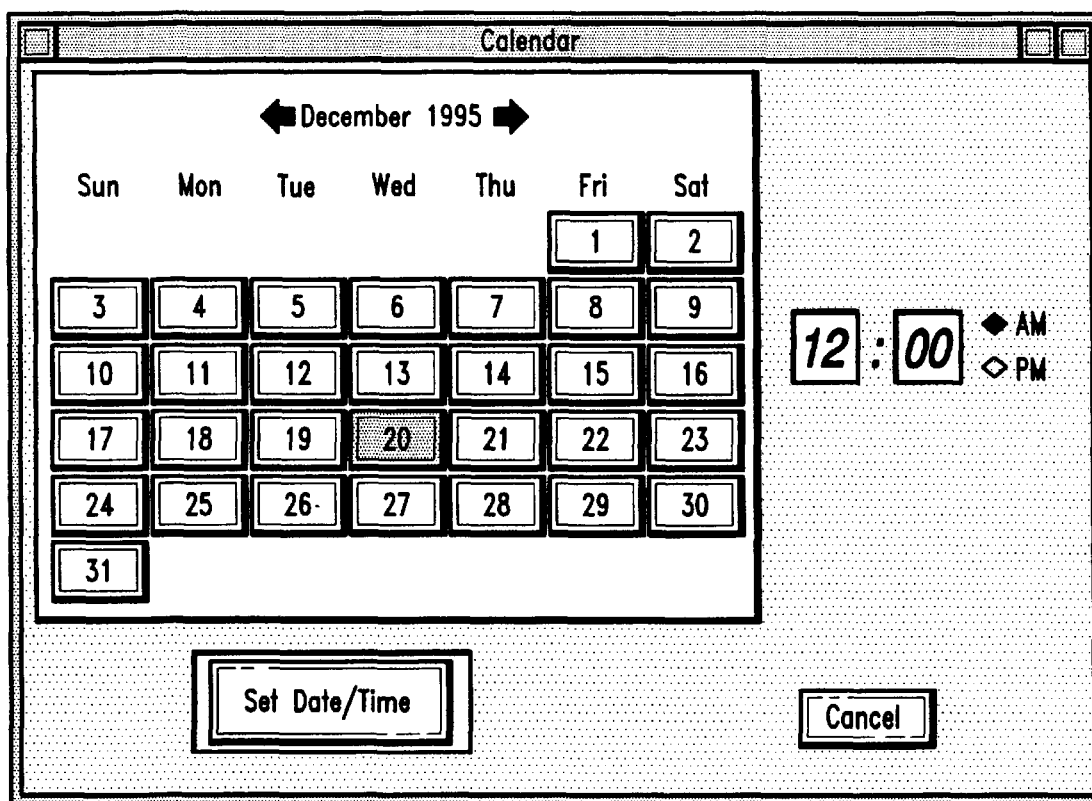 Calendar
December 1995
Sun Mon Tue Wed Thu Fri Sat
1 2
3 4 5 6 7 8 9
10 11 12 13 14 15 16
17 18 19 20 21 22 23
24 25 26 27 28 29 30
31
12 : 00
AM
PM
Set Date/Time
Cancel